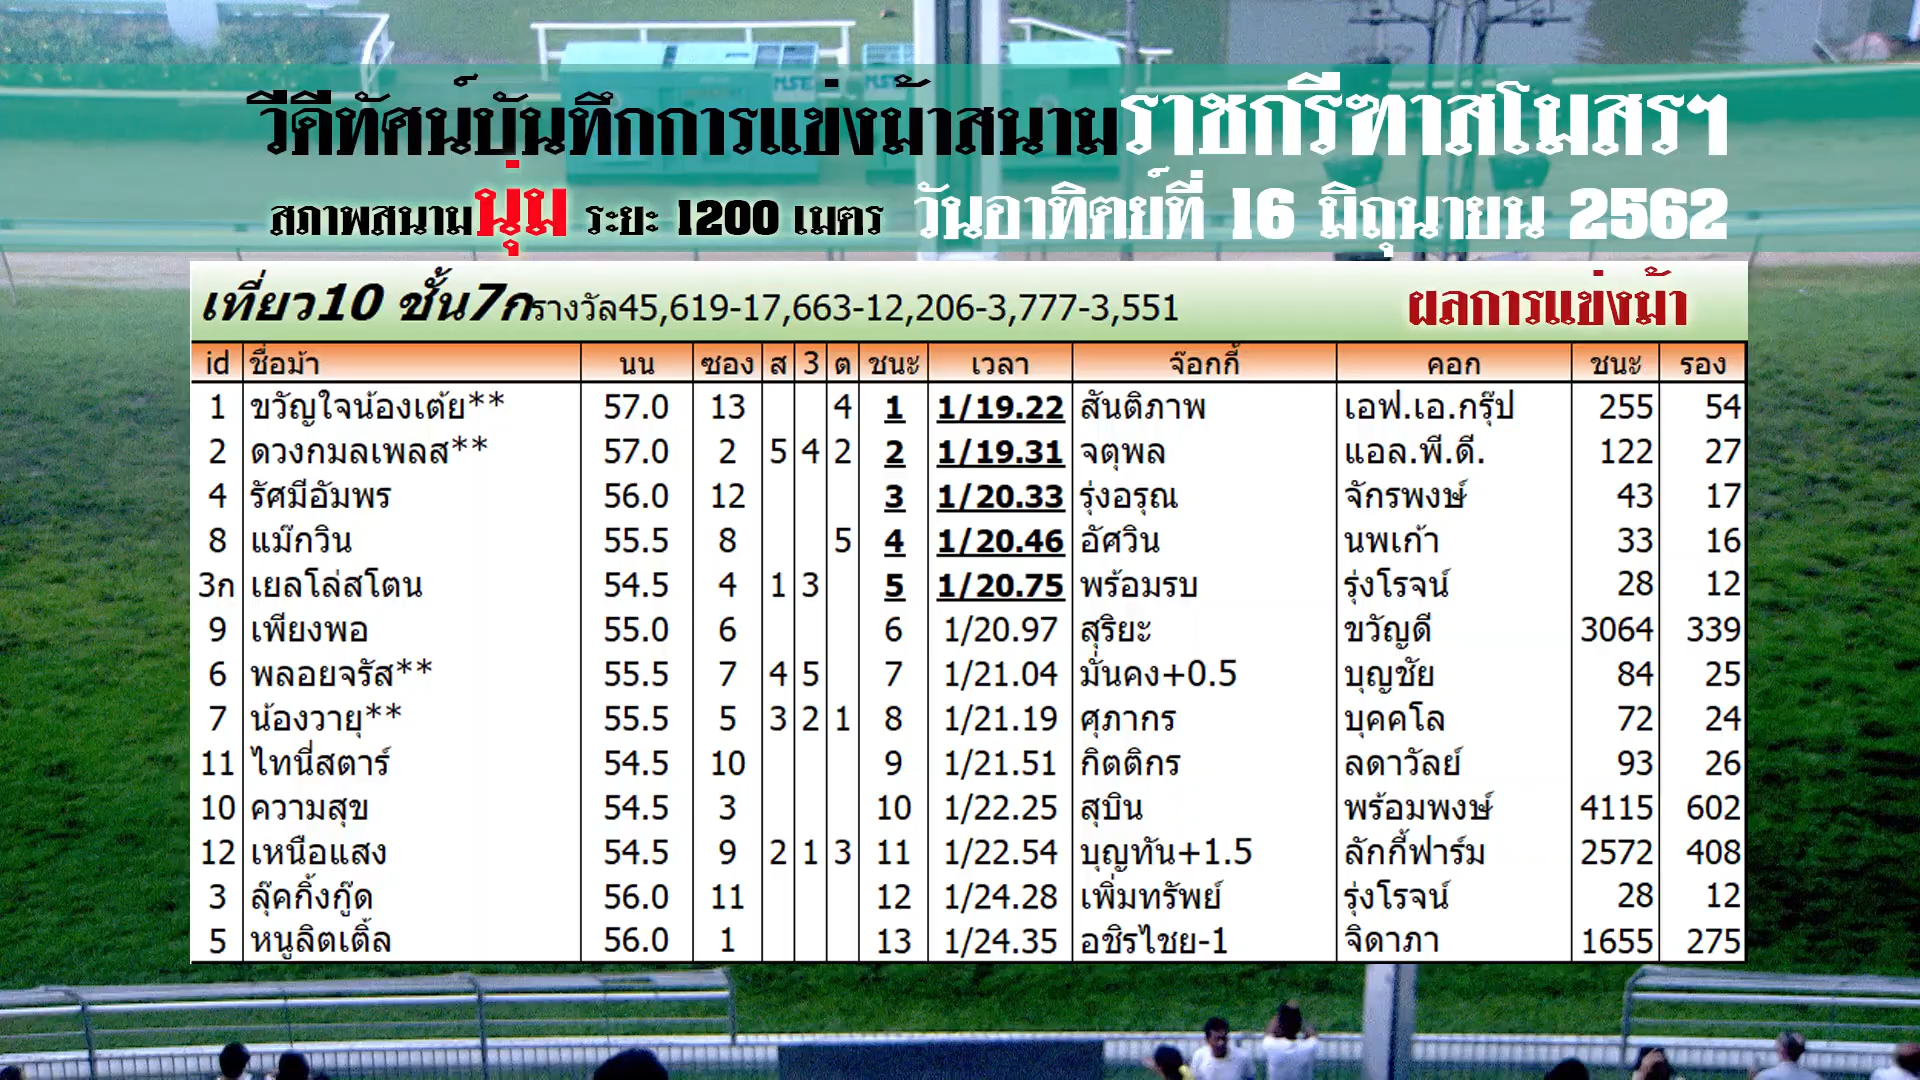 วีดีทัศน์บันทึกการแข่งม้าสนามราชกรีฑาสโมสรฯ
สภาพสนามนุ่ม ระยะ 1200 เมตร วันอาทิตย์ที่ 16 มิถุนายน 2562
เที่ยว10 ชั้น7ก รางวัล45,619-17,663-12,206-3,777-3,551 ผลการแข่งม้า
id ชื่อม้า นน ซอง ส 3 ต ชนะ เวลา จ๊อกกี้ คอก ชนะ รอง
1 ขวัญใจน้องเต้ย** 57.0 13 4 1 1/19.22 สันติภาพ เอฟ.เอ.กรุ๊ป 255 54
2 ดวงกมลเพลส** 57.0 2 5 4 2 2 1/19.31 จตุพล แอล.พี.ดี. 122 27
4 รัศมีอัมพร 56.0 12 3 1/20.33 รุ่งอรุณ จักรพงษ์ 43 17
8 แม๊กวิน 55.5 8 5 4 1/20.46 อัศวิน นพเก้า 33 16
3ก เยลโล่สโตน 54.5 4 1 3 5 1/20.75 พร้อมรบ รุ่งโรจน์ 28 12
9 เพียงพอ 55.0 6 6 1/20.97 สุริยะ ขวัญดี 3064 339
6 พลอยจรัส** 55.5 7 4 5 7 1/21.04 มั่นคง+0.5 บุญชัย 84 25
7 น้องวายุ** 55.5 5 3 2 1 8 1/21.19 ศุภากร บุคคโล 72 24
11 ไทนี่สตาร์ 54.5 10 9 1/21.51 กิตติกร ลดาวัลย์ 93 26
10 ความสุข 54.5 3 10 1/22.25 สุบิน พร้อมพงษ์ 4115 602
12 เหนือแสง 54.5 9 2 1 3 11 1/22.54 บุญทัน+1.5 ลักกี้ฟาร์ม 2572 408
3 ลุ๊คกิ้งกู๊ด 56.0 11 12 1/24.28 เพิ่มทรัพย์ รุ่งโรจน์ 28 12
5 หนูลิตเติ้ล 56.0 1 13 1/24.35 อชิรไชย-1 จิดาภา 1655 275